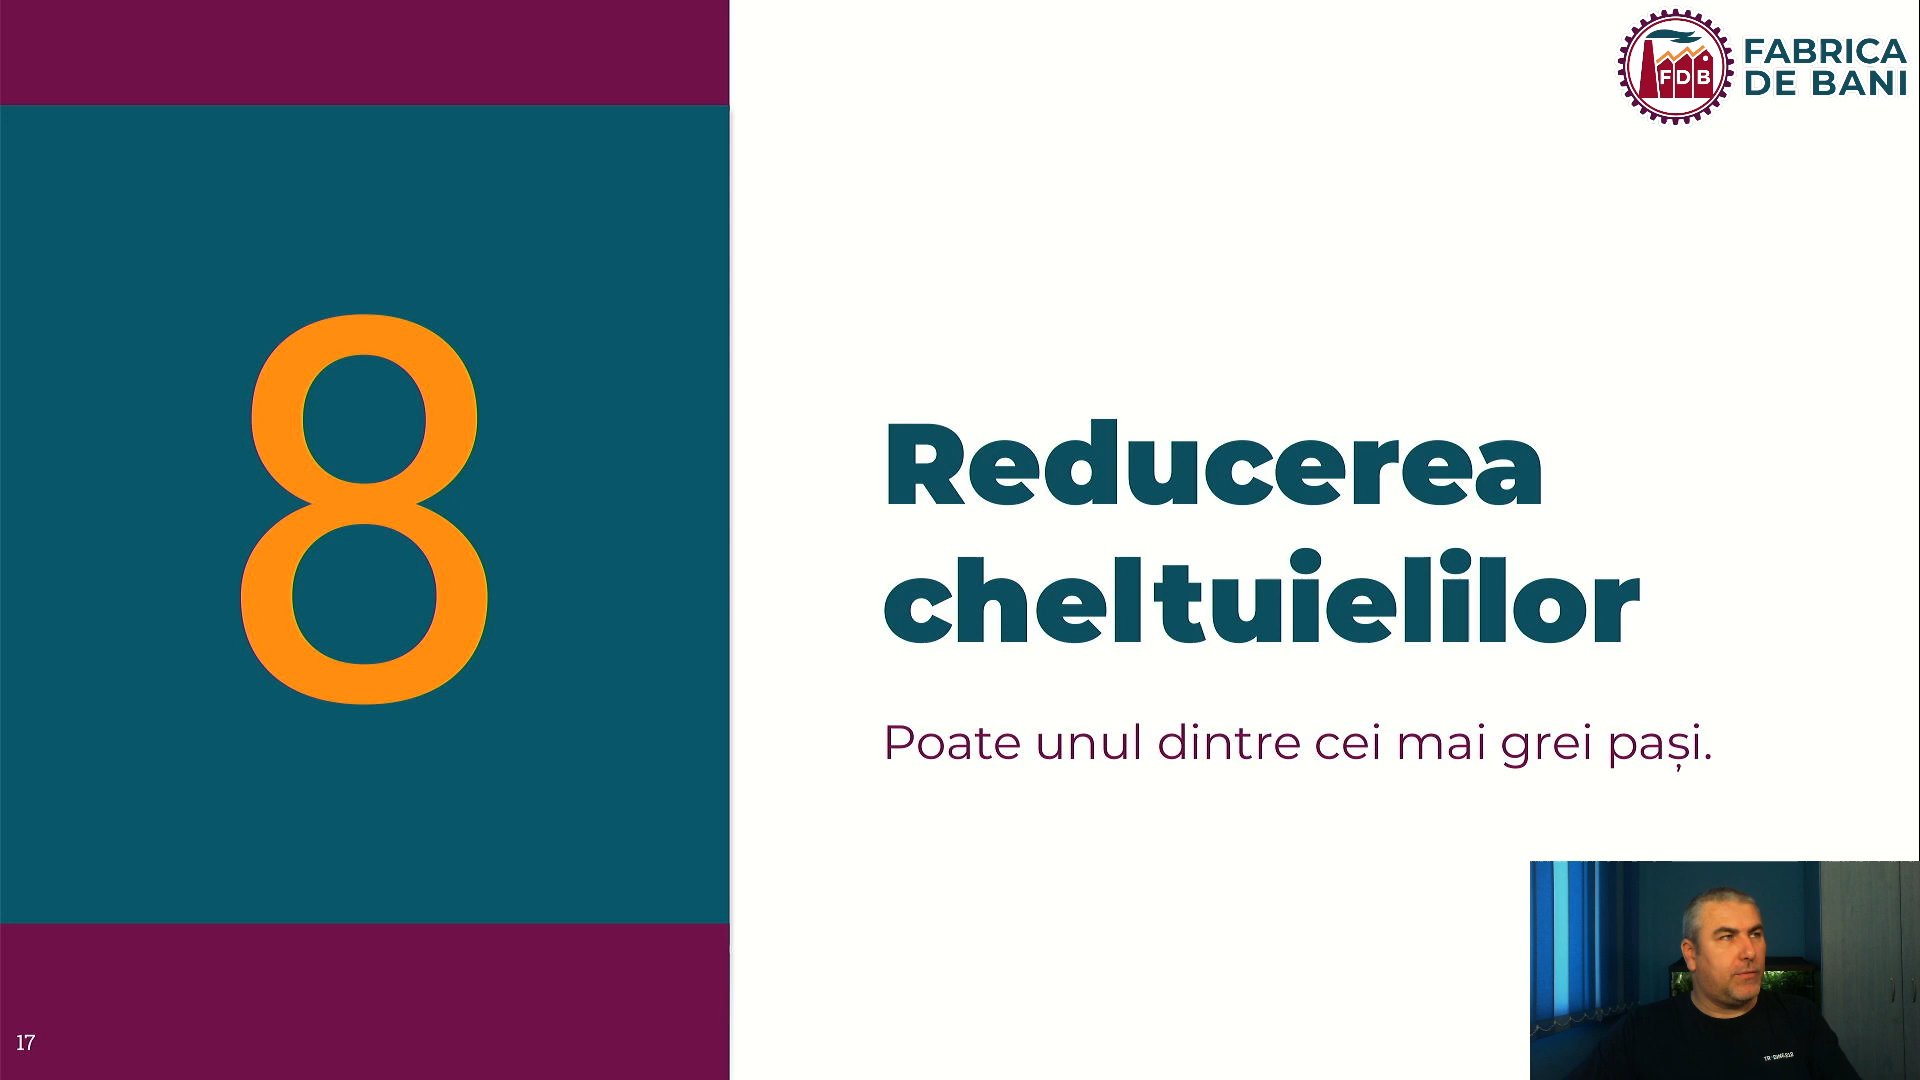 FDB
FABRICA
DE BANI
8
Reducerea
cheltuielilor
Poate unul dintre cei mai grei pași.
17